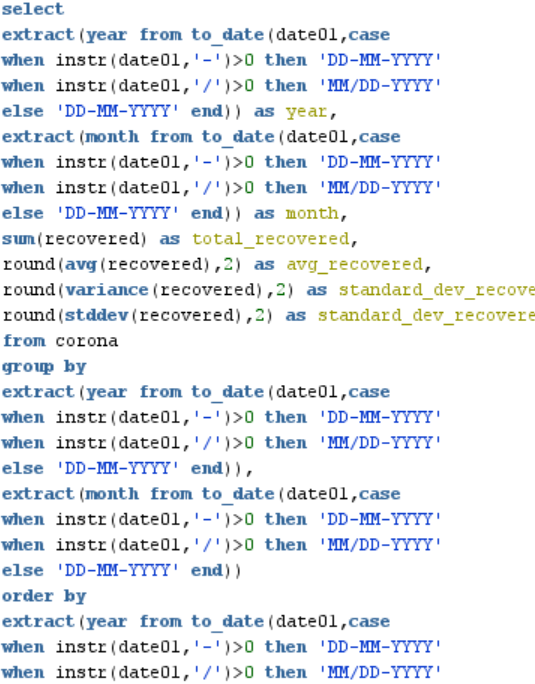 select
extract(year from to_date(date01,case
when instr(date01,'-')>0 then 'DD-MM-YYYY'
when instr(date01,'/')>0 then 'MM/DD-YYYY'
else 'DD-MM-YYYY' end)) as year,
extract(month from to_date(date01,case
when instr(date01,'-')>0 then 'DD-MM-YYYY'
when instr(date01,'/')>0 then 'MM/DD-YYYY'
else 'DD-MM-YYYY' end)) as month,
sum(recovered) as total_recovered,
round(avg(recovered),2) as avg_recovered,
round(variance(recovered),2) as standard_dev_recove
round(stddev(recovered),2) as standard_dev_recovere
from corona
group by
extract(year from to_date(date01,case
when instr(date01,'-')>0 then 'DD-MM-YYYY'
when instr(date01,'/')>0 then 'MM/DD-YYYY'
else 'DD-MM-YYYY' end)),
extract(month from to_date(date01,case
when instr(date01,'-')>0 then 'DD-MM-YYYY'
when instr(date01,'/')>0 then 'MM/DD-YYYY'
else 'DD-MM-YYYY' end))
order by
extract(year from to_date(date01,case
when instr(date01,'-')>0 then 'DD-MM-YYYY'
when instr(date01,'/')>0 then 'MM/DD-YYYY'